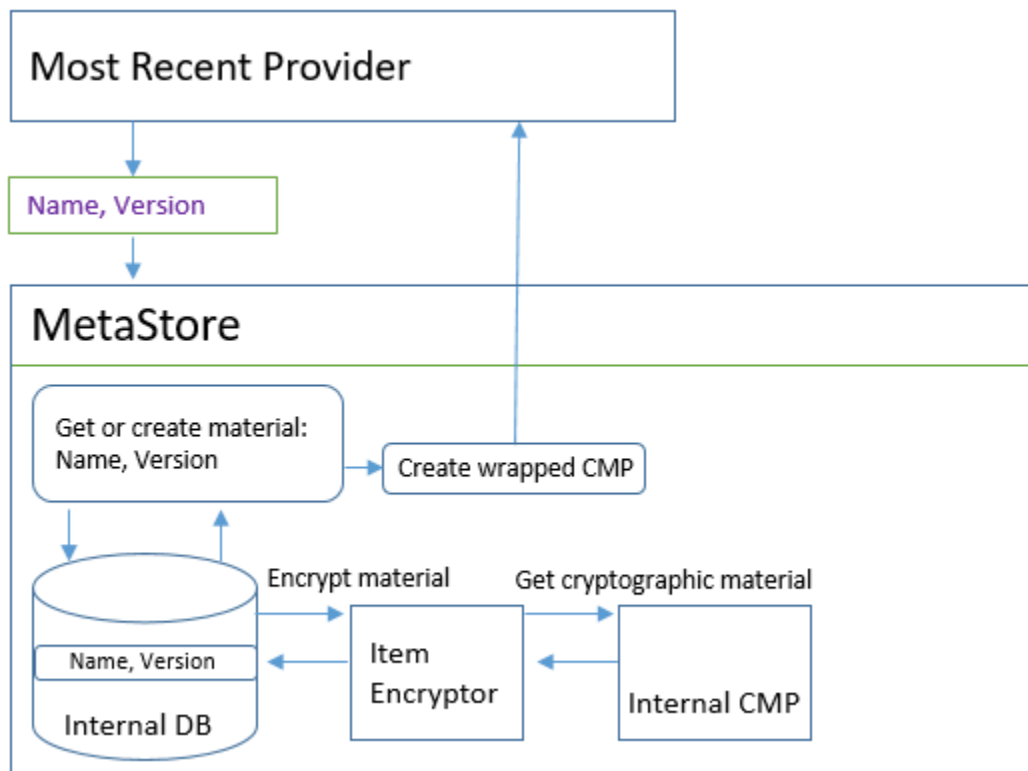 Most Recent Provider
Name, Version
MetaStore
Get or create material:
Name, Version
Create wrapped CMP
Encrypt material
Get cryptographic material
Name, Version
Item
Encryptor
Internal DB
Internal CMP